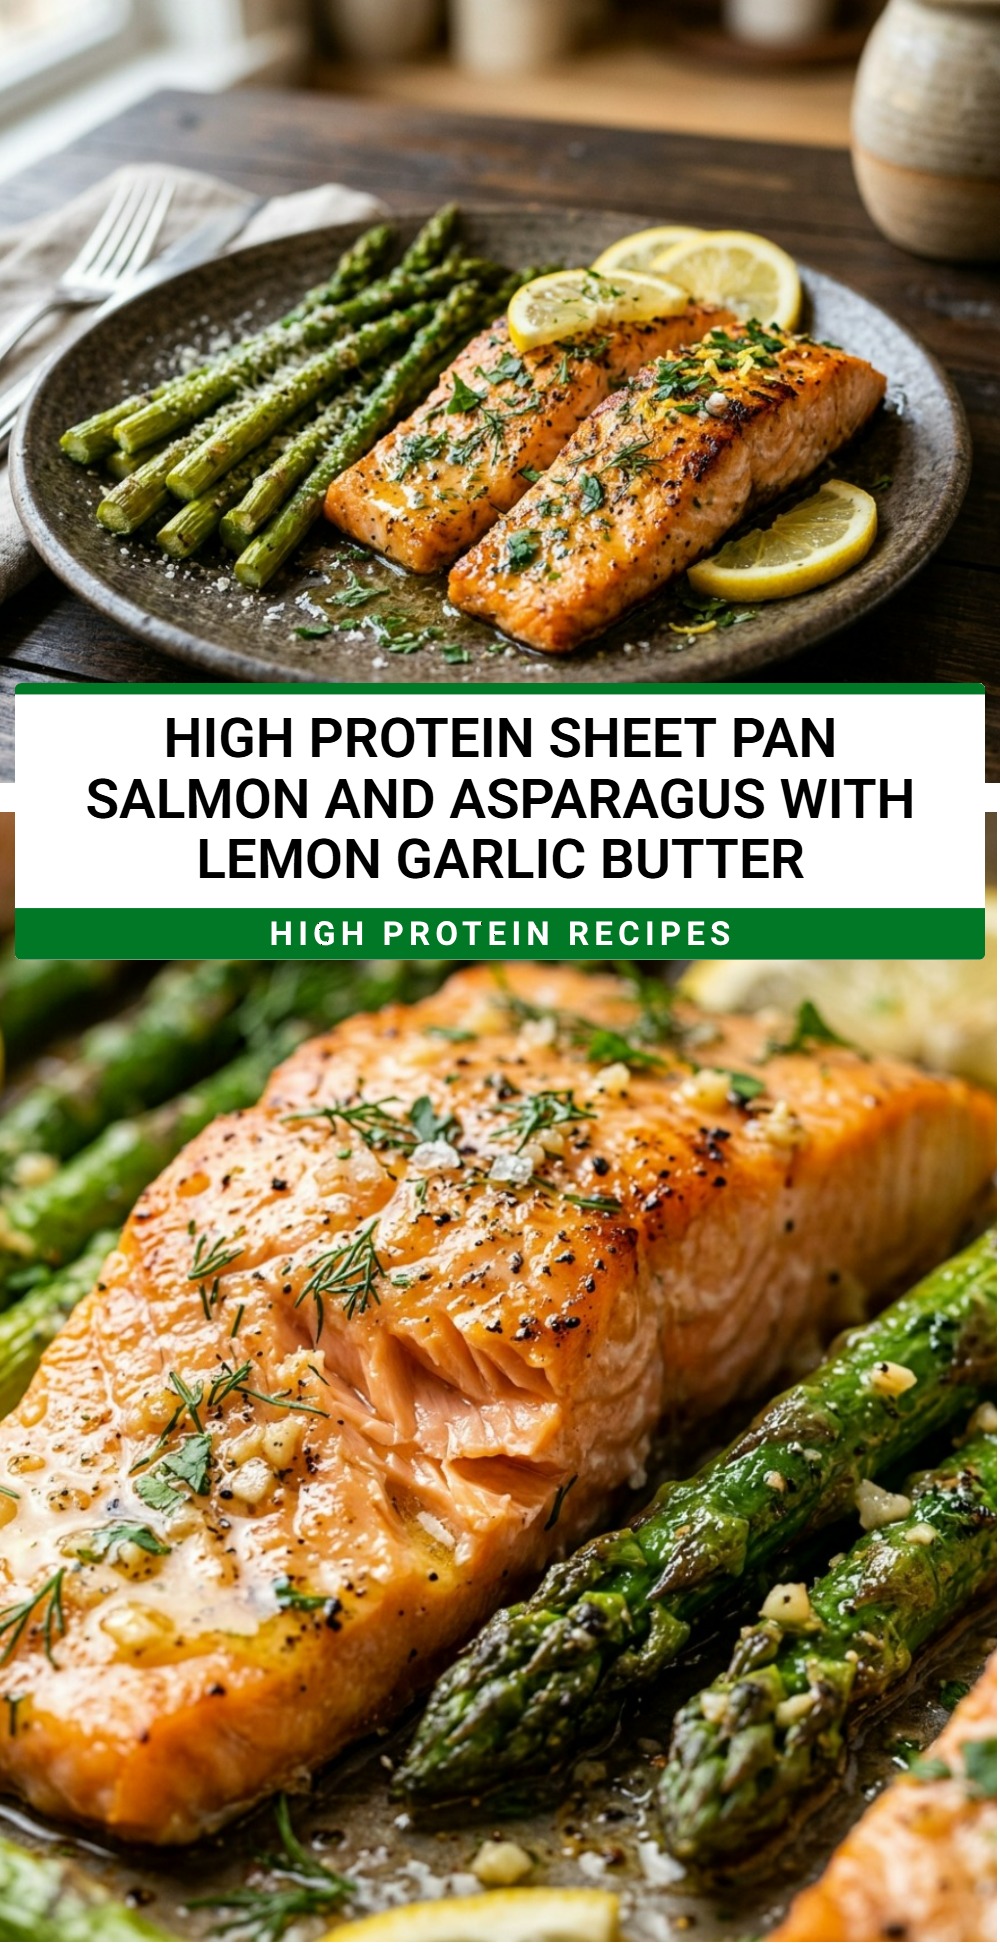 HIGH PROTEIN SHEET PAN
SALMON AND ASPARAGUS WITH
LEMON GARLIC BUTTER
HIGH PROTEIN RECIPES